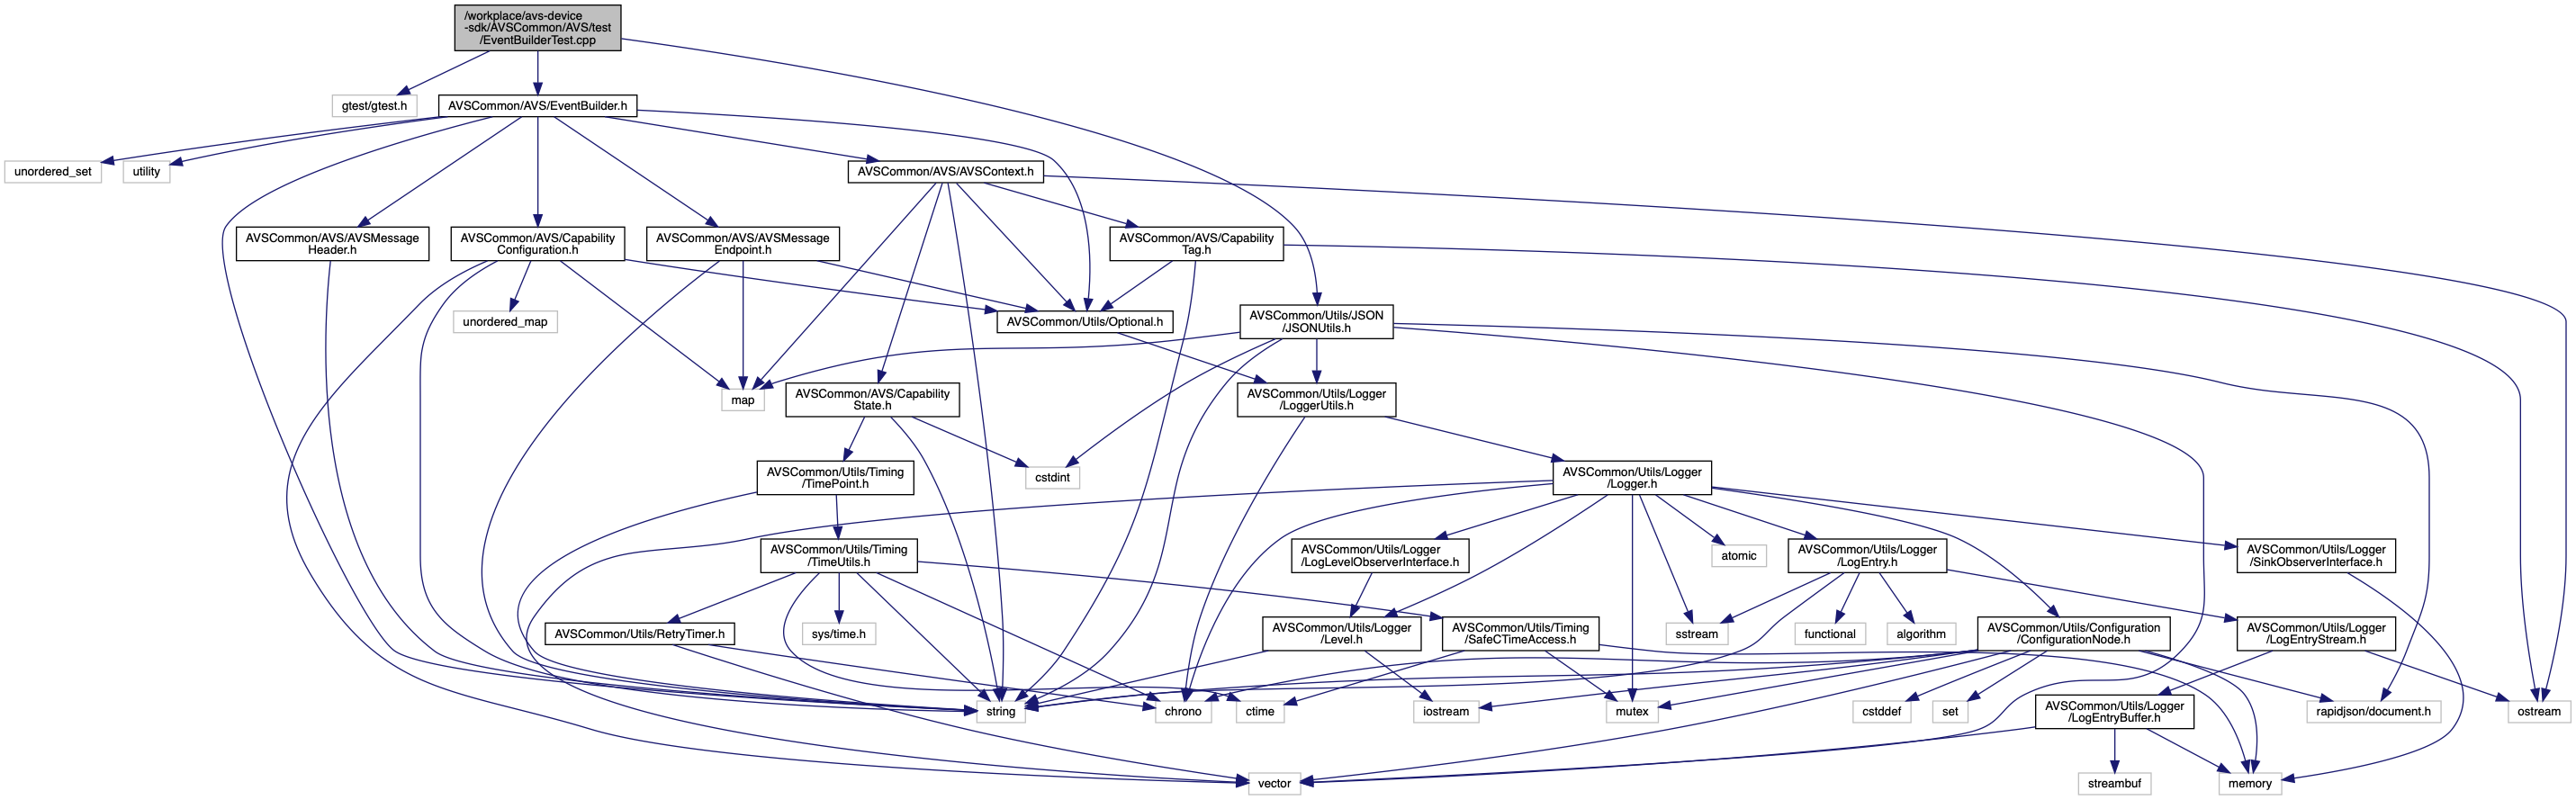 /workplace/avs-device
-sdk/AVSCommon/AVS/test
/EventBuilderTest.cpp
gtest/gtest.h
AVSCommon/AVS/EventBuilder.h
unordered_set
utility
AVSCommon/AVS/AVSContext.h
AVSCommon/AVS/AVSMessage
Header.h
AVSCommon/AVS/Capability
Configuration.h
AVSCommon/AVS/AVSMessage
Endpoint.h
AVSCommon/AVS/Capability
Tag.h
unordered_map
AVSCommon/Utils/Optional.h
AVSCommon/Utils/JSON
/JSONUtils.h
map
AVSCommon/AVS/Capability
State.h
AVSCommon/Utils/Logger
/LoggerUtils.h
AVSCommon/Utils/Timing
/TimePoint.h
cstdint
AVSCommon/Utils/Logger
/Logger.h
AVSCommon/Utils/Timing
/TimeUtils.h
AVSCommon/Utils/Logger
/LogLevelObserverInterface.h
atomic
AVSCommon/Utils/Logger
/LogEntry.h
AVSCommon/Utils/Logger
/SinkObserverInterface.h
AVSCommon/Utils/RetryTimer.h
sys/time.h
AVSCommon/Utils/Logger
/Level.h
AVSCommon/Utils/Timing
/SafeCTimeAccess.h
sstream
functional
algorithm
AVSCommon/Utils/Configuration
/ConfigurationNode.h
AVSCommon/Utils/Logger
/LogEntryStream.h
string
chrono
ctime
iostream
mutex
cstddef
set
AVSCommon/Utils/Logger
/LogEntryBuffer.h
rapidjson/document.h
ostream
vector
streambuf
memory